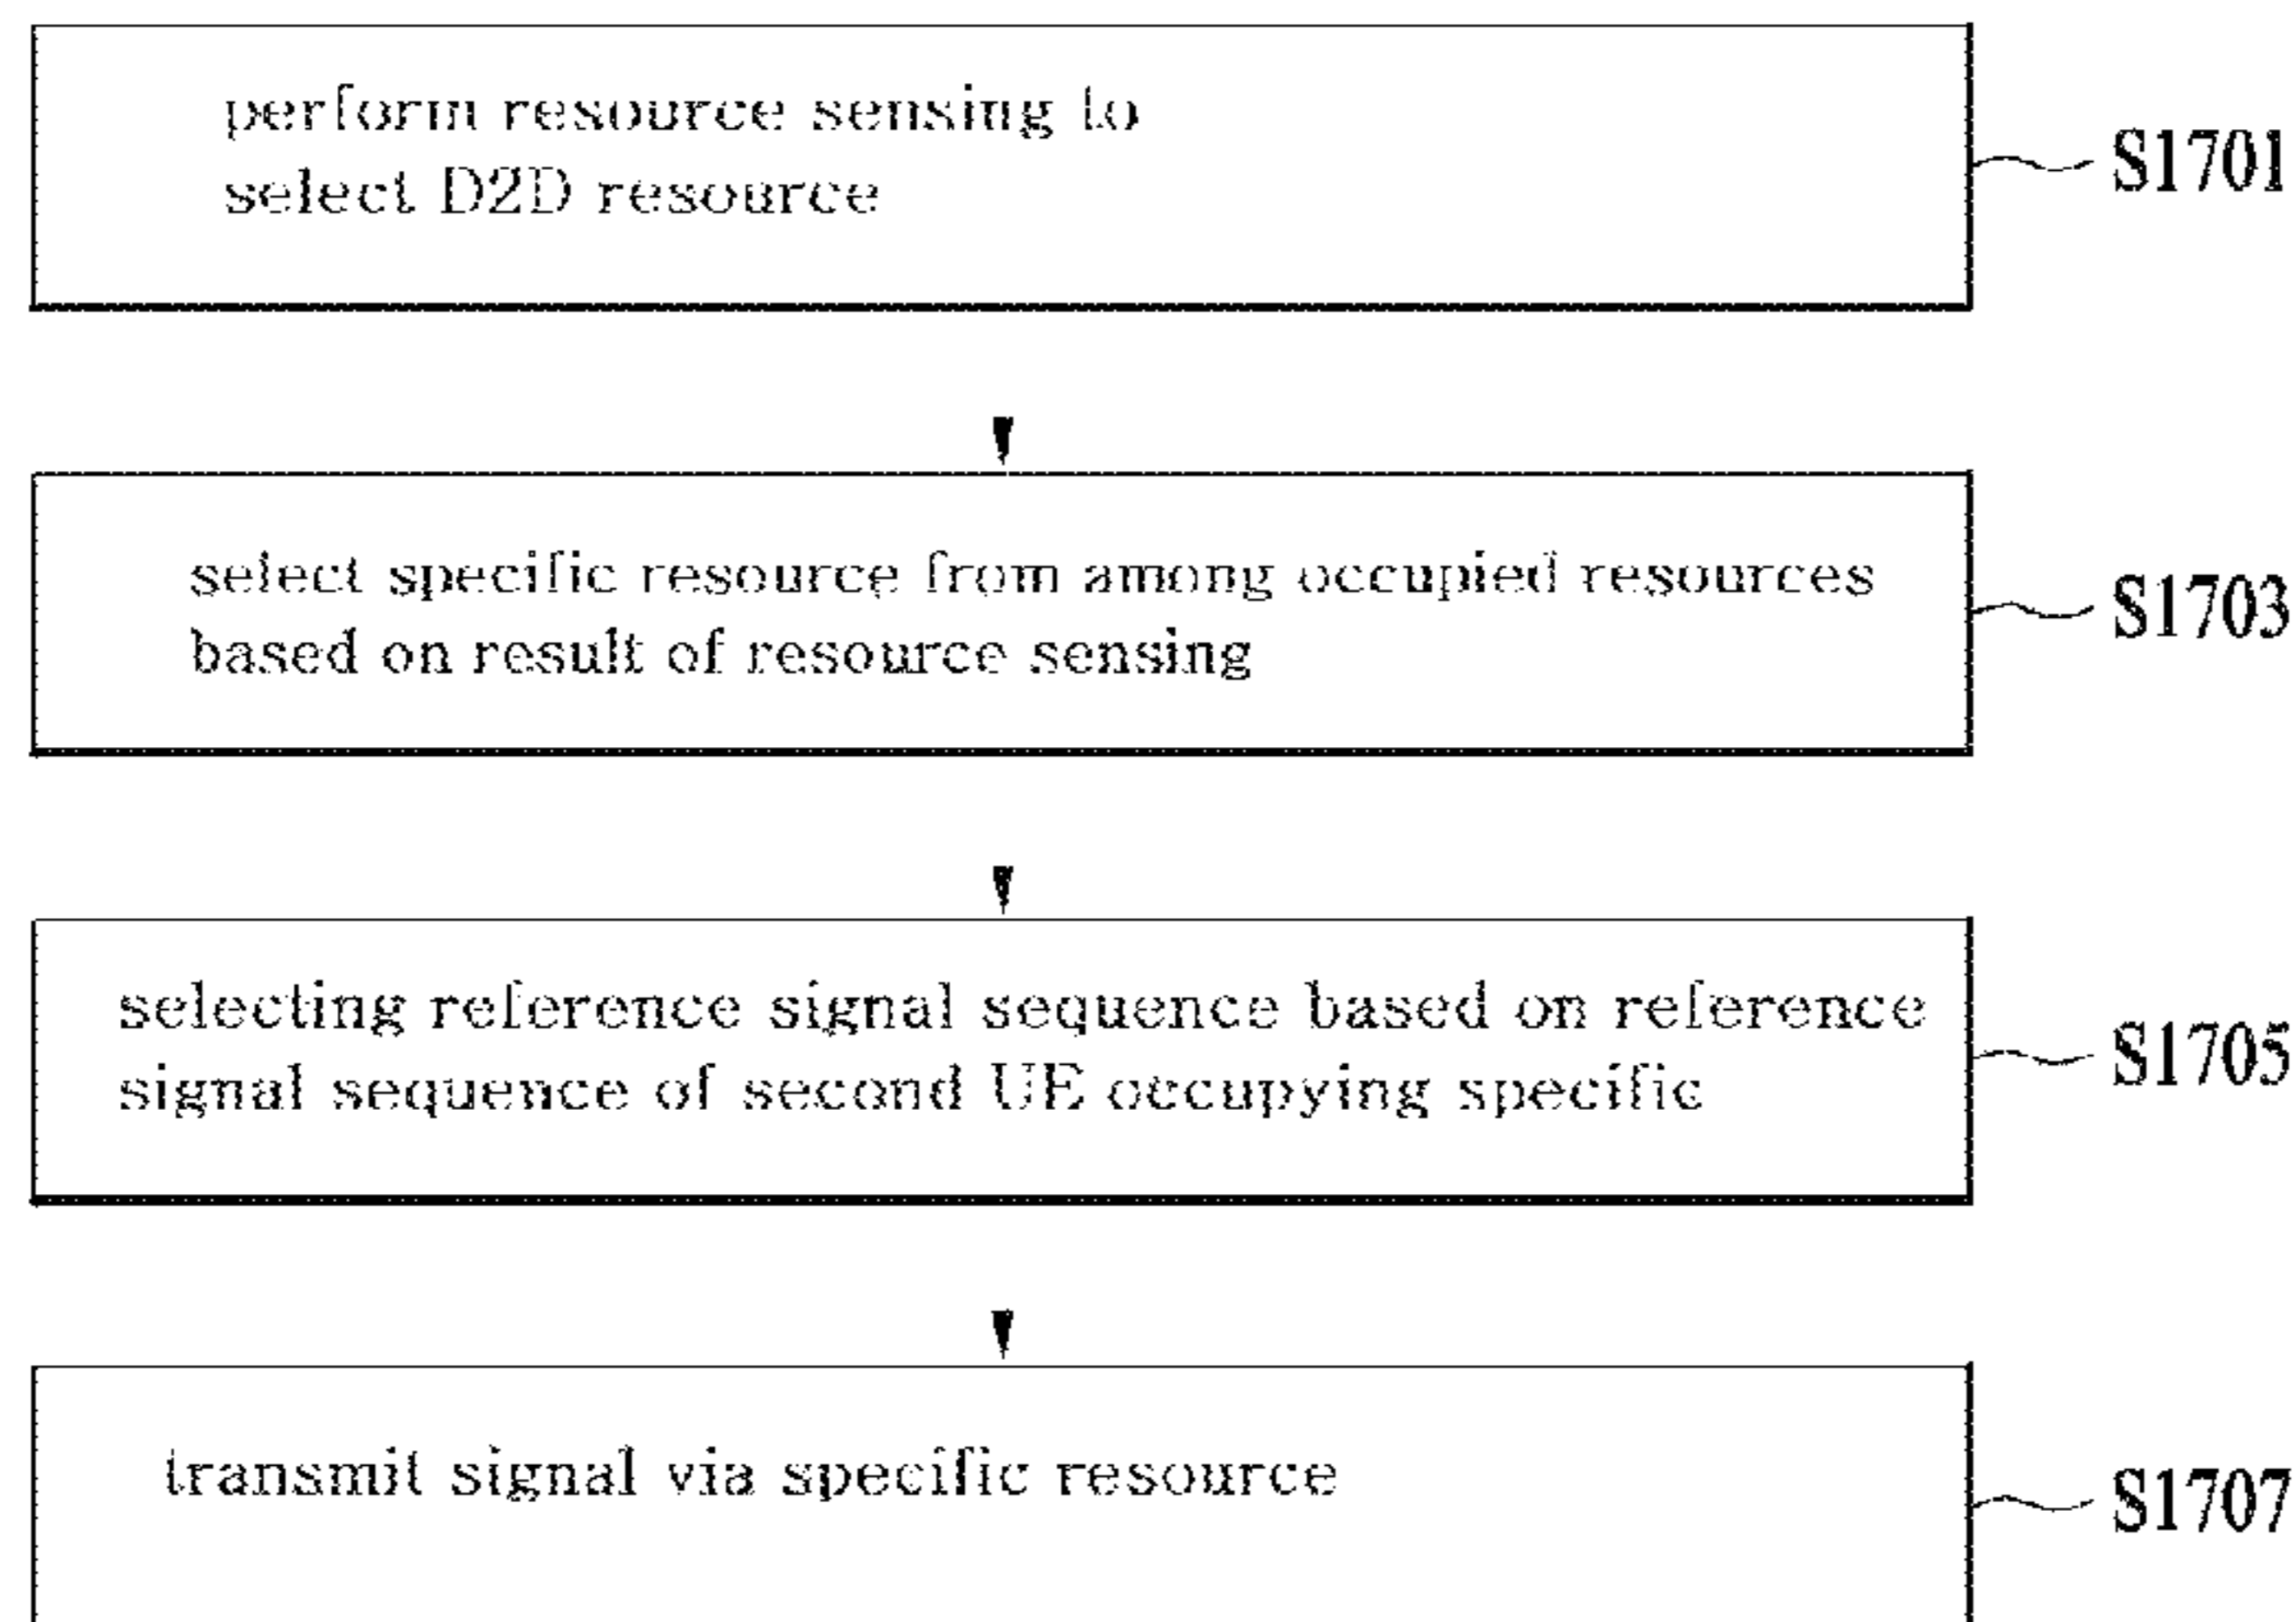 perform resource sensing to
select D2D resource
S1701
select specific resource from among occupied resources
based on result of resource sensing
S1703
selecting reference signal sequence based on reference
signal sequence of second UE occupying specific
S1705
transmit signal via specific resource
S1707